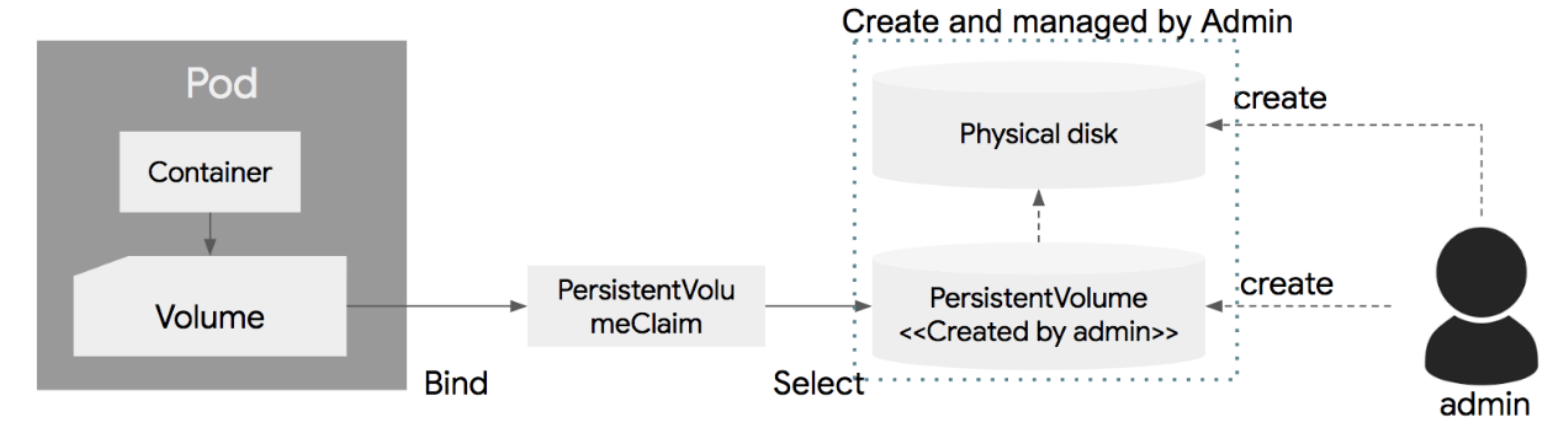 Create and managed by Admin
Pod
Container
Volume
Bind
PersistentVolu
meClaim
Select
Physical disk
PersistentVolume
<<Created by admin>>
create
create
admin